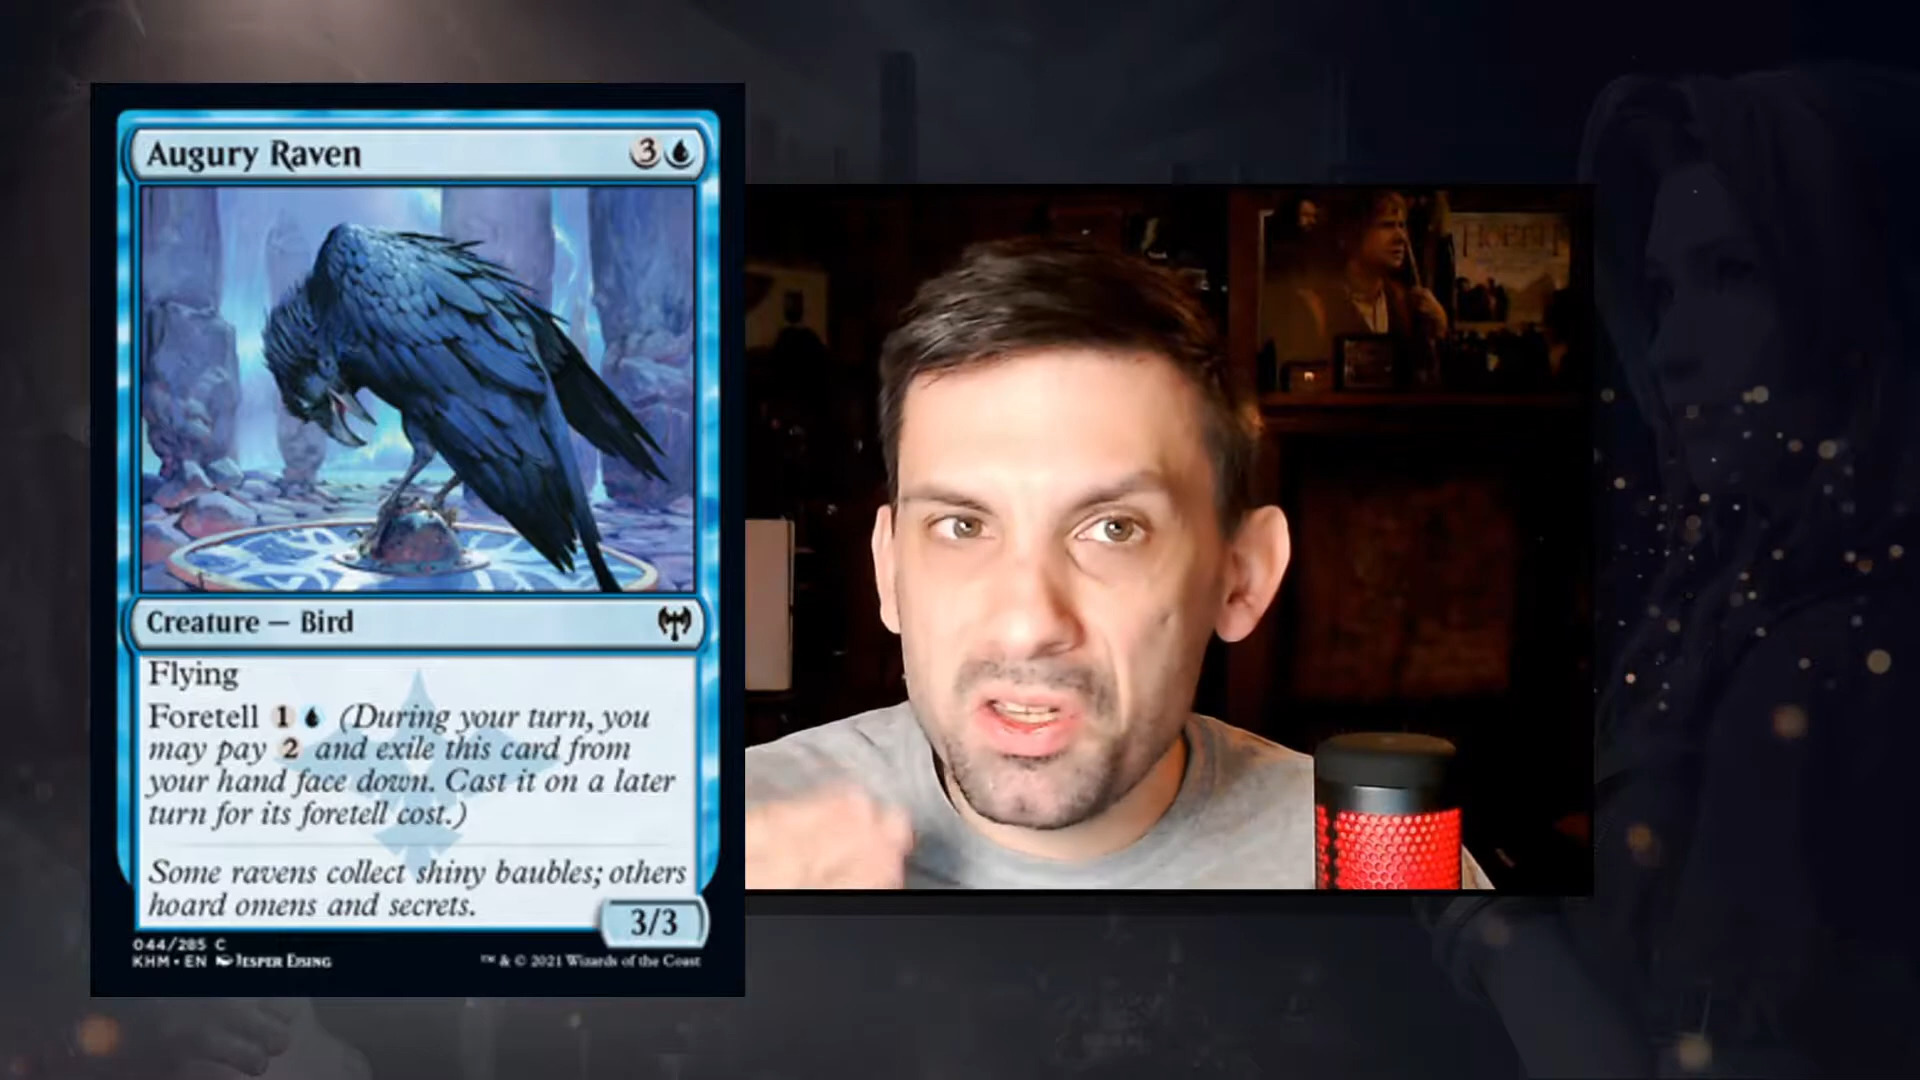 Augury Raven 3
Creature — Bird
Flying
Foretell 1 (During your turn, you
may pay 2 and exile this card from
your hand face down. Cast it on a later
turn for its foretell cost.)
Some ravens collect shiny baubles; others
hoard omens and secrets.
3/3
044/285 C
KHM • EN JESPER EJSING
™ & © 2021 Wizards of the Coast
HOBBIT